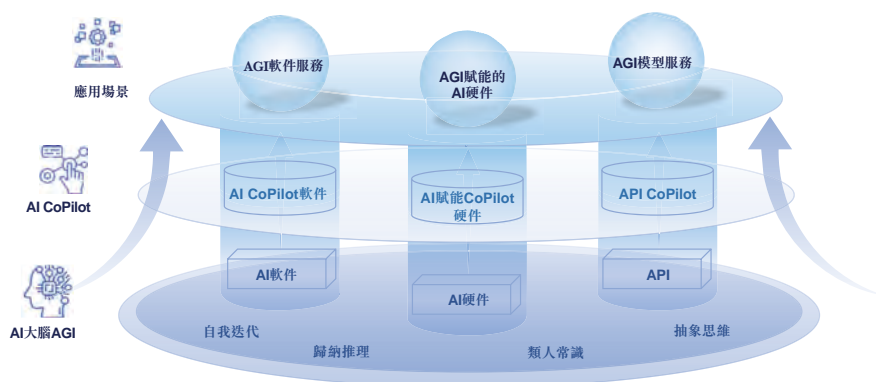 應用場景
AGI軟件服務
AGI賦能的
AI硬件
AGI模型服務
AI CoPilot
AI CoPilot軟件
AI賦能CoPilot
硬件
API CoPilot
AI大腦AGI
AI軟件
AI硬件
API
自我迭代
歸納推理
類人常識
抽象思維